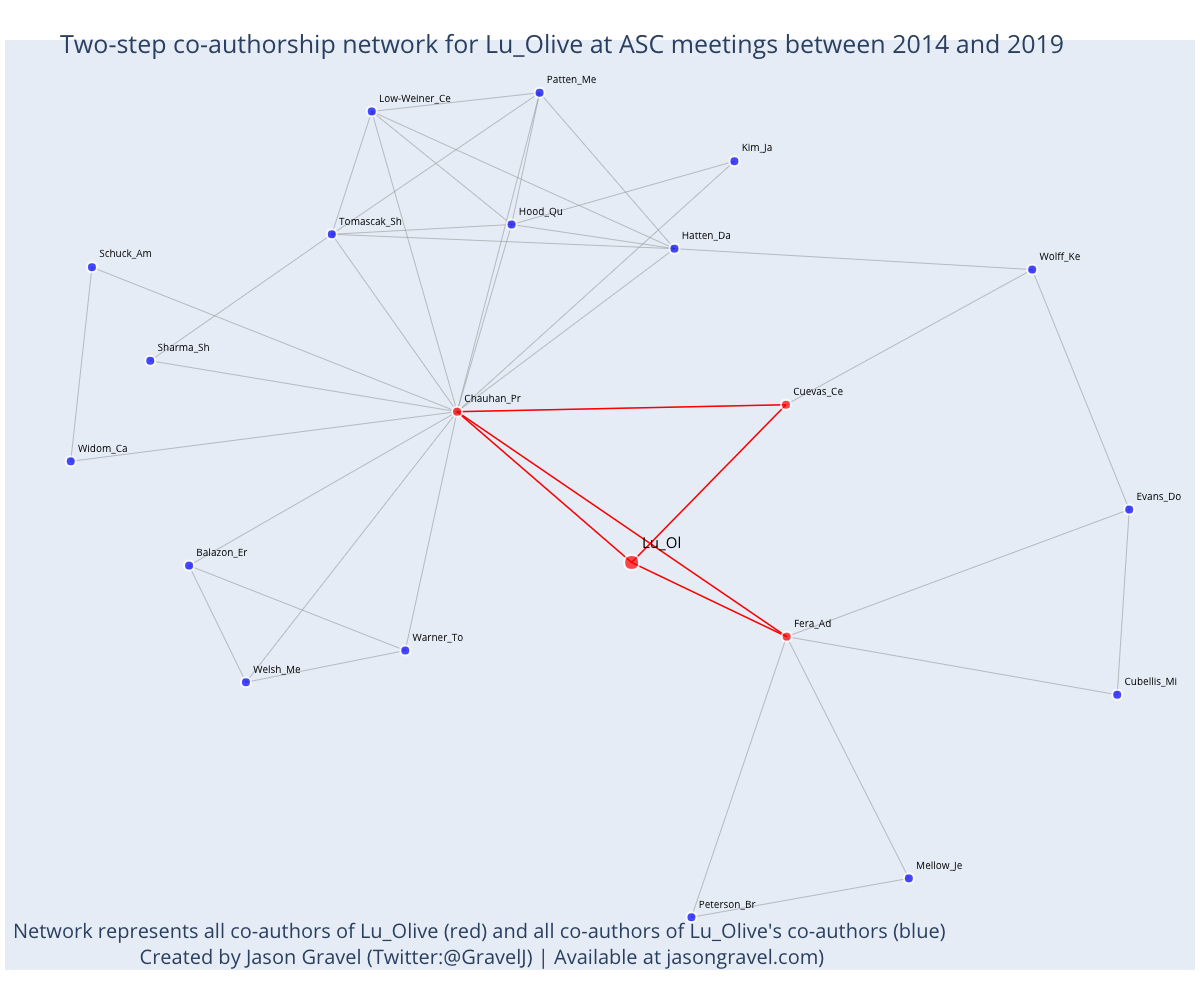 Two-step co-authorship network for Lu_Olive at ASC meetings between 2014 and 2019
Patten_Me
Low-Weiner_Ce
Kim_Ja
Hood_Qu
Tomascak_Sh
Hatten_Da
Schuck_Am
Wolff_Ke
Sharma_Sh
Cuevas_Ce
Chauhan_Pr
Widom_Ca
Evans_Do
Lu_Ol
Balazon_Er
Fera_Ad
Warner_To
Welsh_Me
Cubellis_Mi
Mellow_Je
Peterson_Br
Network represents all co-authors of Lu_Olive (red) and all co-authors of Lu_Olive's co-authors (blue)
Created by Jason Gravel (Twitter:@GravelJ) | Available at jasongravel.com)